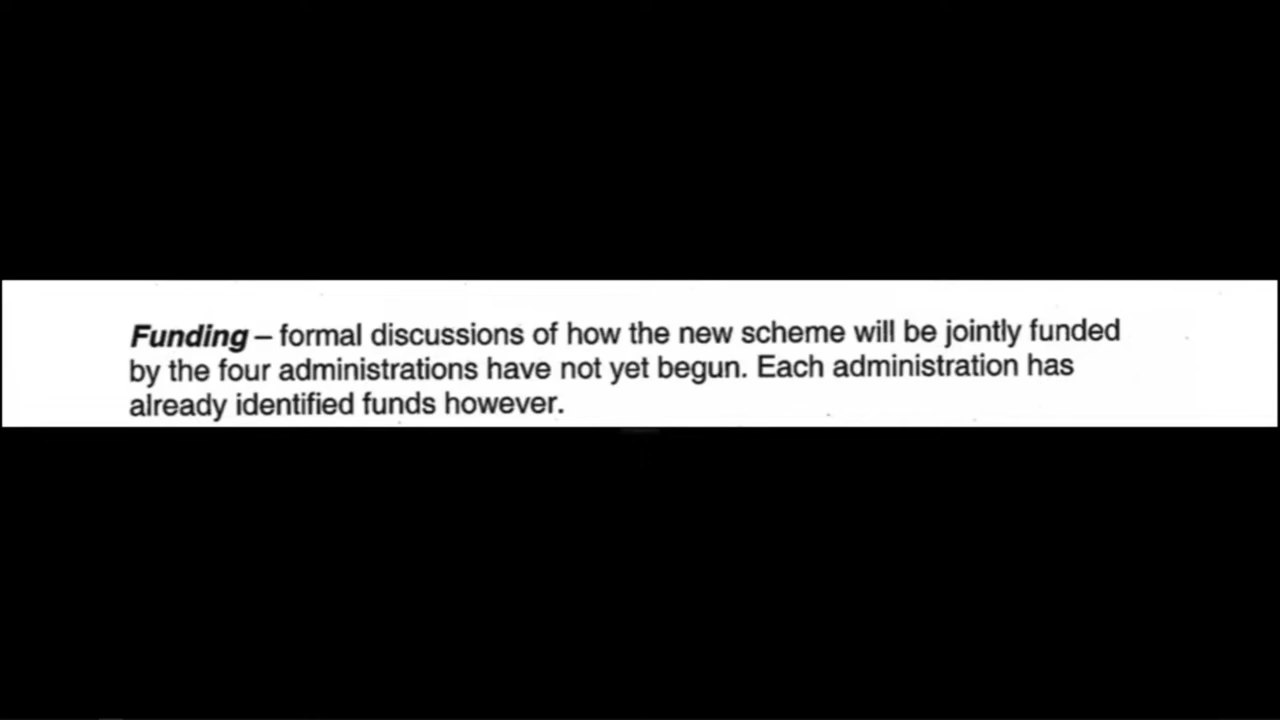 Funding – formal discussions of how the new scheme will be jointly funded
by the four administrations have not yet begun. Each administration has
already identified funds however.